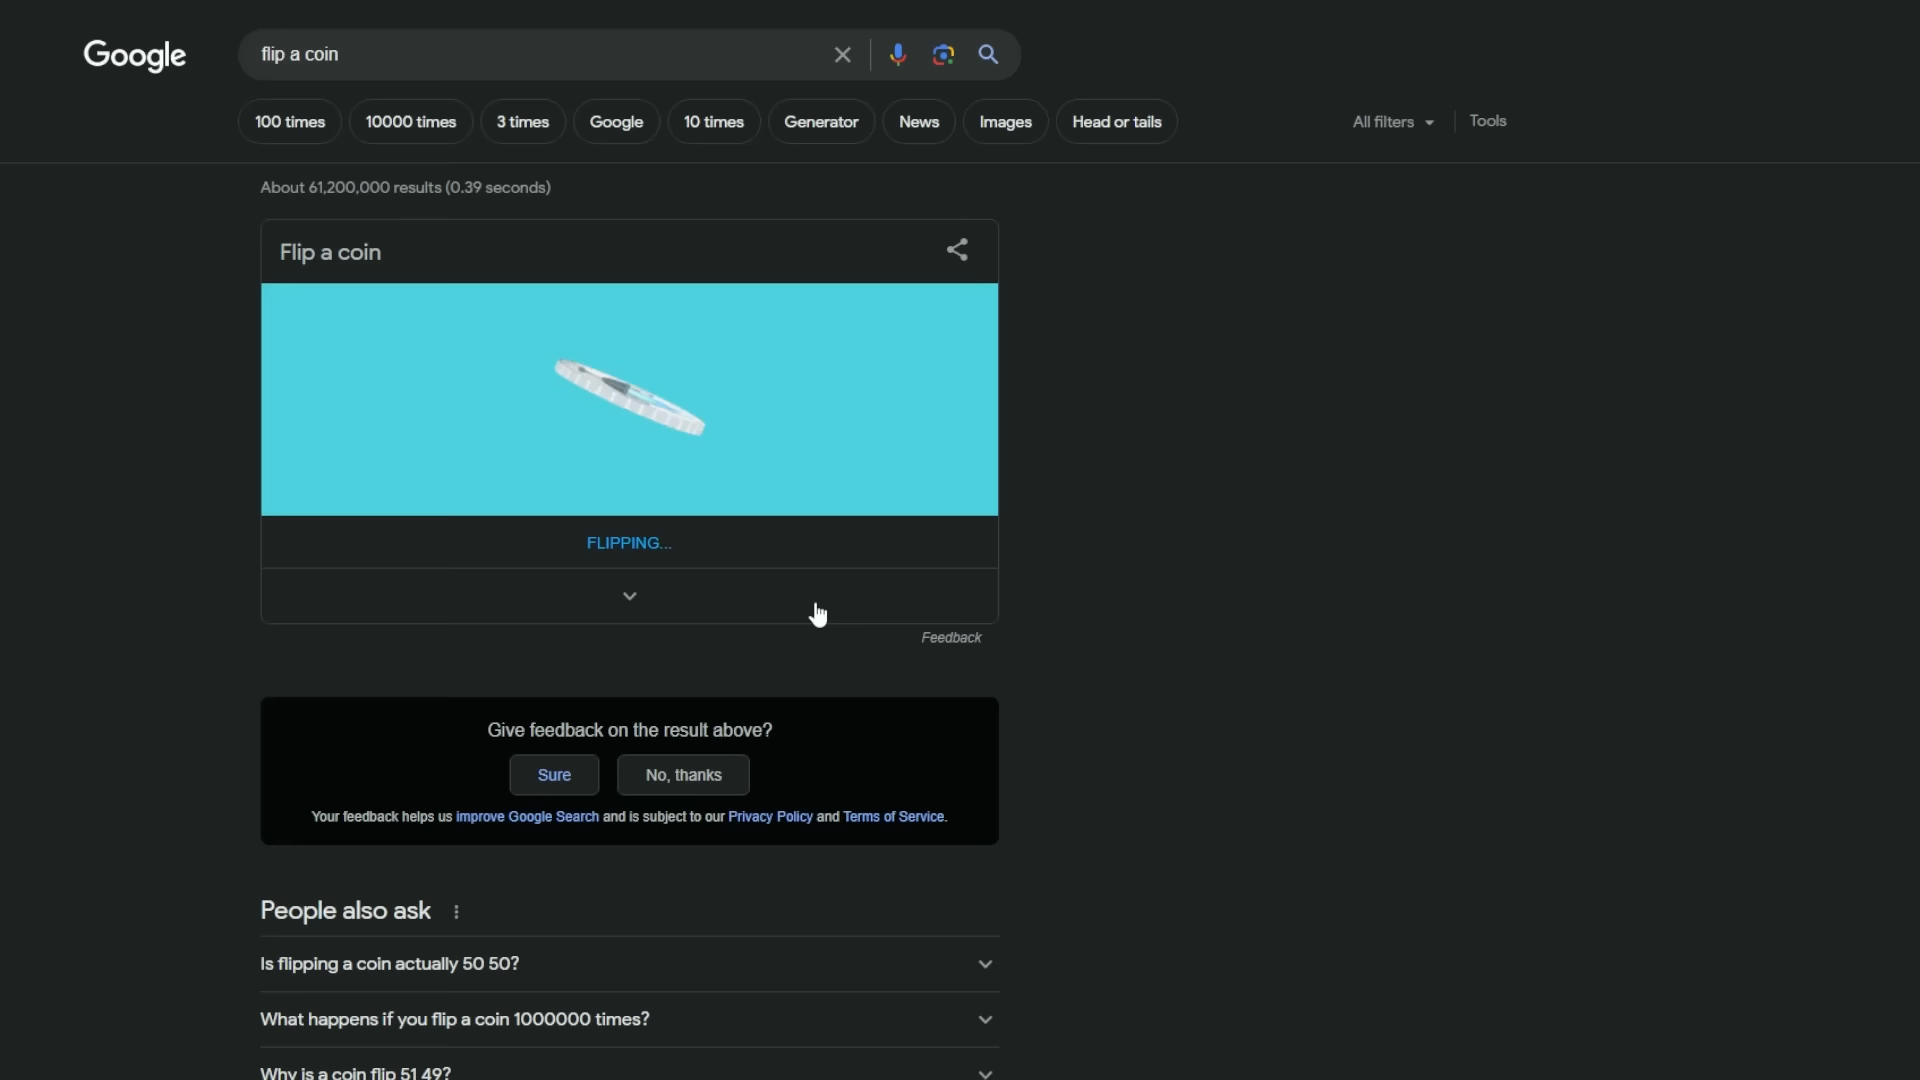 Google
flip a coin
100 times
10000 times
3 times
Google
10 times
Generator
News
Images
Head or tails
All filters
Tools
About 61,200,000 results (0.39 seconds)
Flip a coin
FLIPPING...
Feedback
Give feedback on the result above?
Sure
No, thanks
Your feedback helps us improve Google Search and is subject to our Privacy Policy and Terms of Service.
People also ask
Is flipping a coin actually 50 50?
What happens if you flip a coin 1000000 times?
Why is a coin flip 51 49?